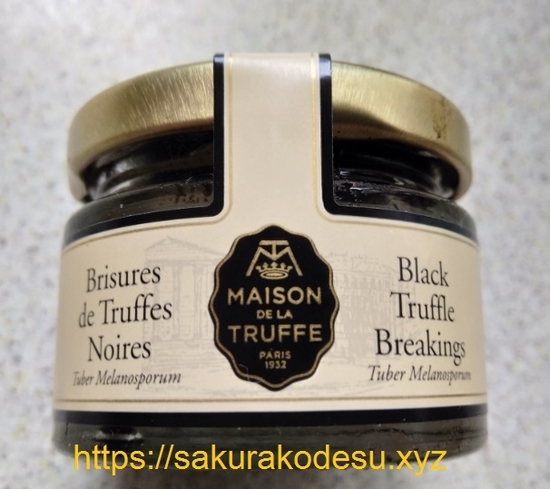 Brisures
de Truffes
Noires
Tuber Melanosporum
MAISON
DE LA
TRUFFE
PARIS
1932
Black
Truffle
Breakings
Tuber Melanosporum
https://sakurakodesu.xyz